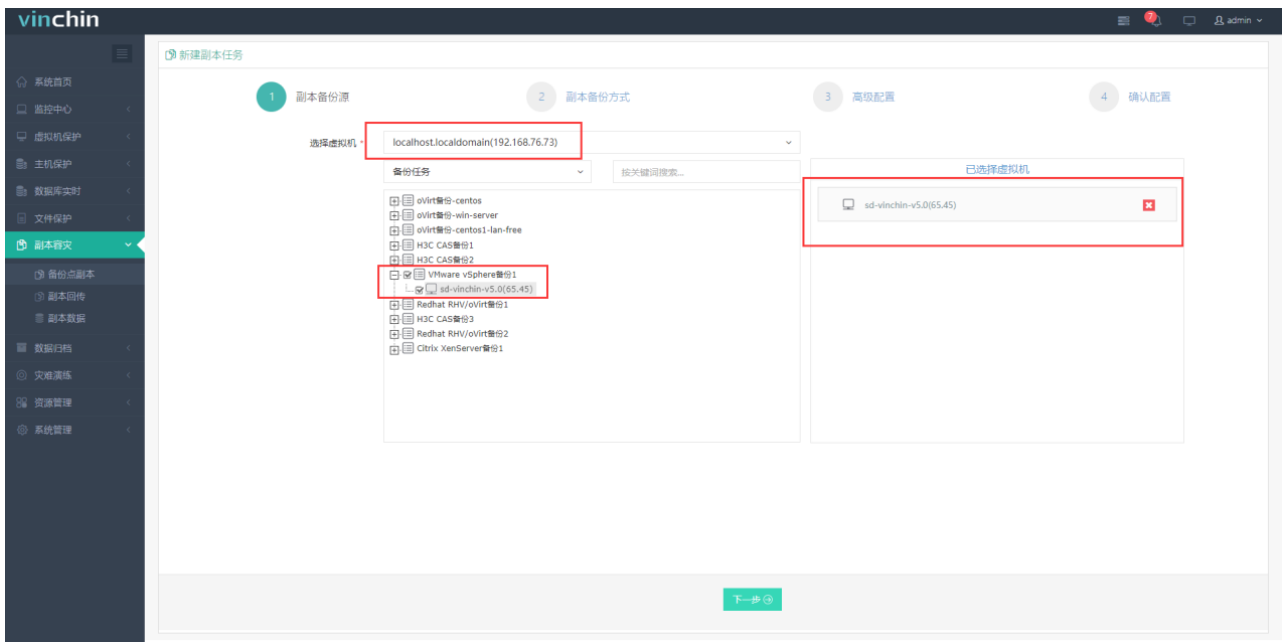 vinchin
7
admin
新建副本任务
系统首页
监控中心
虚拟机保护
主机保护
数据库实时
文件保护
副本容灾
备份点副本
副本回传
副本数据
数据归档
灾难演练
资源管理
系统管理
1 副本备份源
2 副本备份方式
3 高级配置
4 确认配置
选择虚拟机 *
localhost.localdomain(192.168.76.73)
备份任务
按关键词搜索...
oVirt备份-centos
oVirt备份-win-server
oVirt备份-centos1-lan-free
H3C CAS备份1
H3C CAS备份2
VMware vSphere备份1
sd-vinchin-v5.0(65.45)
Redhat RHV/oVirt备份1
H3C CAS备份3
Redhat RHV/oVirt备份2
Citrix XenServer备份1
已选择虚拟机
sd-vinchin-v5.0(65.45)
下一步